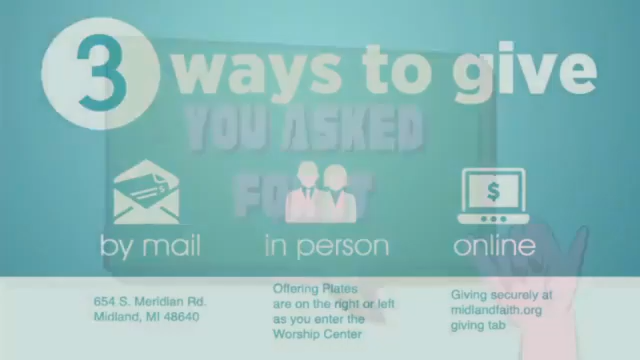 3 ways to give
YOU ASKED
FOR IT
by mail
in person
online
654 S. Meridian Rd.
Midland, MI 48640
Offering Plates
are on the right or left
as you enter the
Worship Center
Giving securely at
midlandfaith.org
giving tab